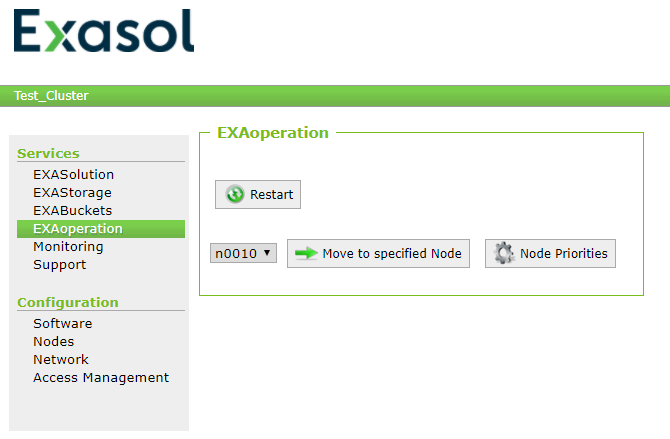 Exasol
Test_Cluster
Services
EXASolution
EXAStorage
EXABuckets
EXAoperation
Monitoring
Support
Configuration
Software
Nodes
Network
Access Management
EXAoperation
Restart
n0010 Move to specified Node Node Priorities